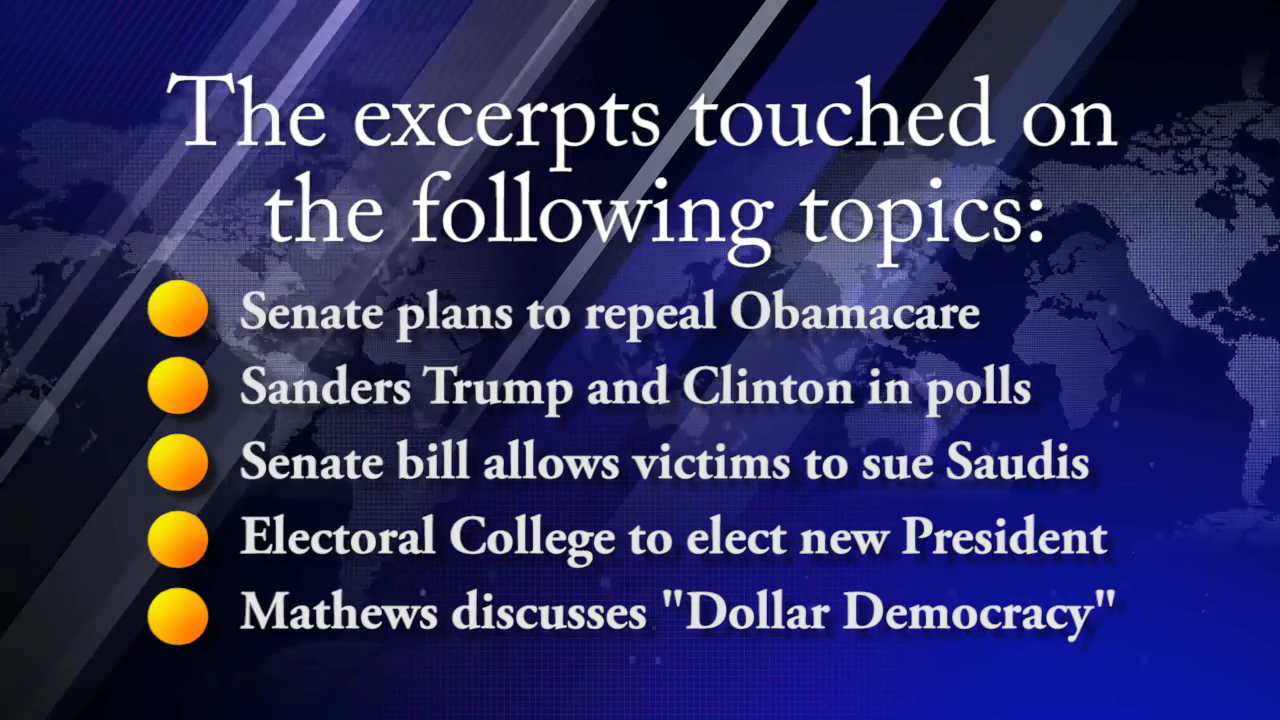 The excerpts touched on
the following topics:
Senate plans to repeal Obamacare
Sanders Trump and Clinton in polls
Senate bill allows victims to sue Saudis
Electoral College to elect new President
Mathews discusses "Dollar Democracy"